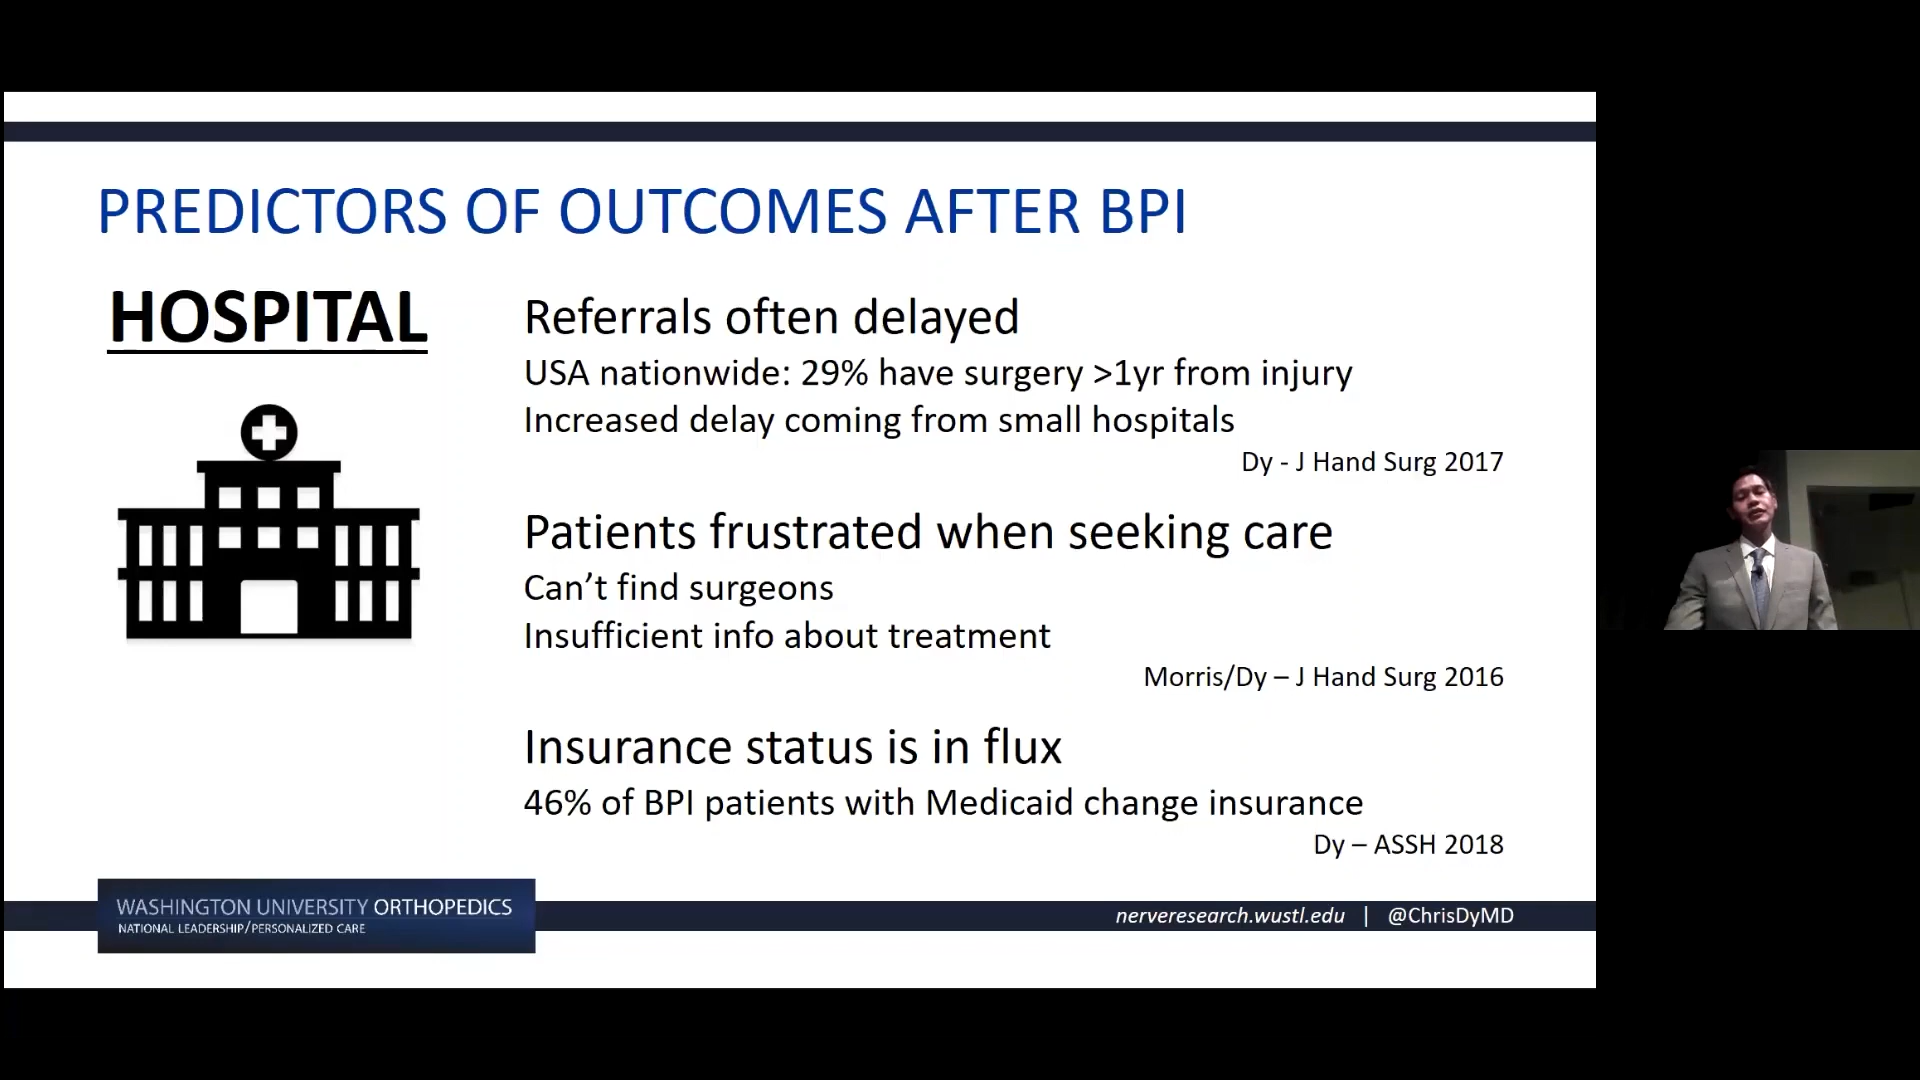 PREDICTORS OF OUTCOMES AFTER BPI
HOSPITAL
Referrals often delayed
USA nationwide: 29% have surgery >1yr from injury
Increased delay coming from small hospitals
Dy - J Hand Surg 2017
Patients frustrated when seeking care
Can’t find surgeons
Insufficient info about treatment
Morris/Dy – J Hand Surg 2016
Insurance status is in flux
46% of BPI patients with Medicaid change insurance
Dy – ASSH 2018
WASHINGTON UNIVERSITY ORTHOPEDICS
NATIONAL LEADERSHIP/PERSONALIZED CARE
nerveresearch.wustl.edu | @ChrisDyMD